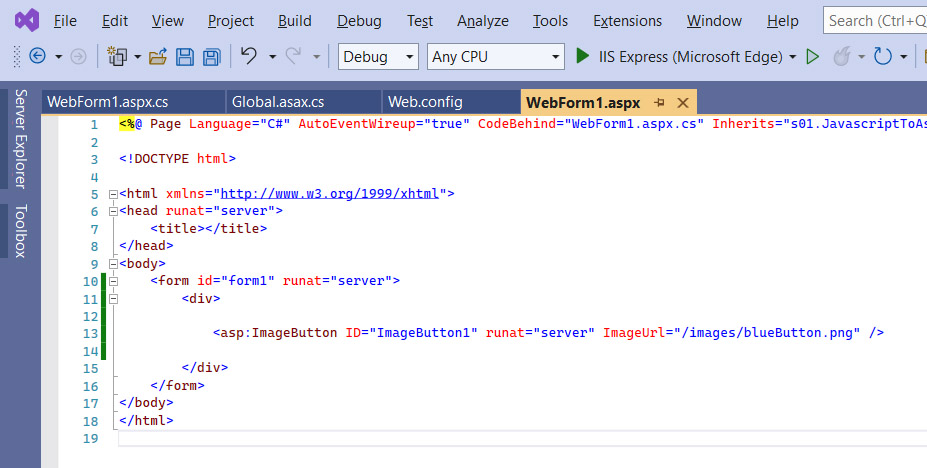 File Edit View Project Build Debug Test Analyze Tools Extensions Window Help Search (Ctrl+Q
Debug Any CPU IIS Express (Microsoft Edge)
WebForm1.aspx.cs Global.asax.cs Web.config WebForm1.aspx
Server Explorer
Toolbox
1 <%@ Page Language="C#" AutoEventWireup="true" CodeBehind="WebForm1.aspx.cs" Inherits="s01.JavascriptToAs
2
3 <!DOCTYPE html>
4
5 <html xmlns="http://www.w3.org/1999/xhtml">
6 <head runat="server">
7 <title></title>
8 </head>
9 <body>
10 <form id="form1" runat="server">
11 <div>
12
13 <asp:ImageButton ID="ImageButton1" runat="server" ImageUrl="/images/blueButton.png" />
14
15 </div>
16 </form>
17 </body>
18 </html>
19